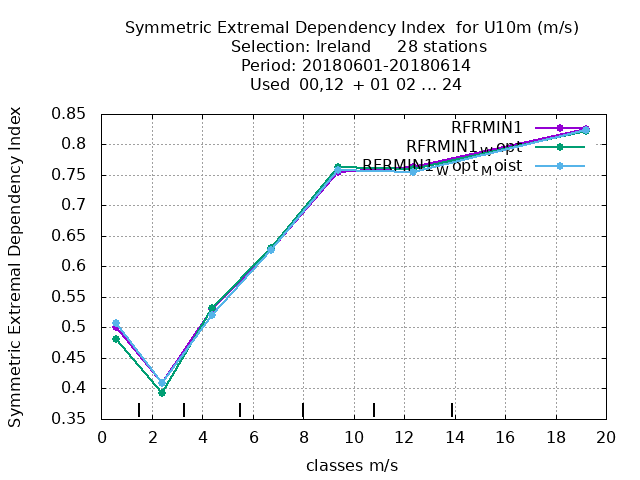 Symmetric Extremal Dependency Index for U10m (m/s)
Selection: Ireland 28 stations
Period: 20180601-20180614
Used 00,12 + 01 02 ... 24
Symmetric Extremal Dependency Index
0.85
0.8
0.75
0.7
0.65
0.6
0.55
0.5
0.45
0.4
0.35
RFRMIN1
RFRMIN1Wopt
RFRMIN1WoptMoist
0 2 4 6 8 10 12 14 16 18 20
classes m/s